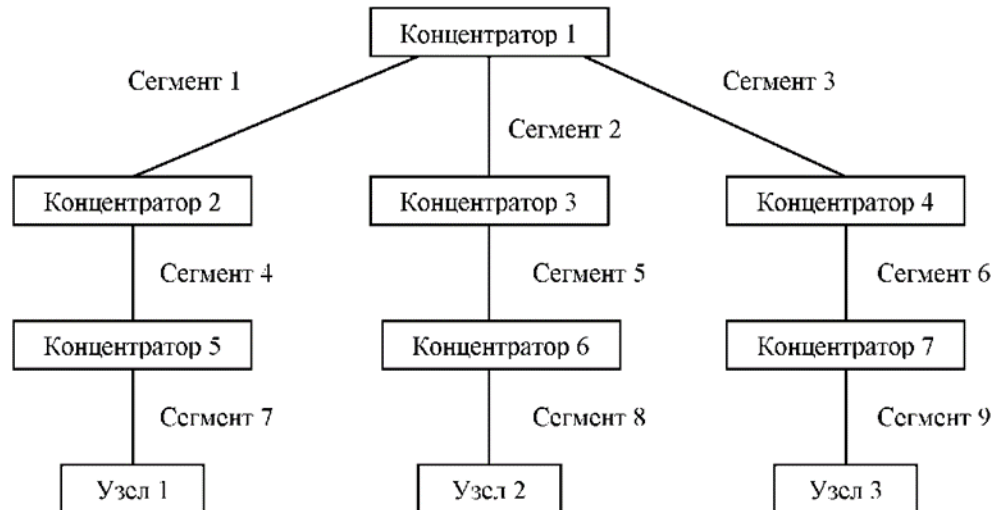 Концентратор 1
Сегмент 1
Сегмент 3
Сегмент 2
Концентратор 2
Концентратор 3
Концентратор 4
Сегмент 4
Сегмент 5
Сегмент 6
Концентратор 5
Концентратор 6
Концентратор 7
Сегмент 7
Сегмент 8
Сегмент 9
Узел 1
Узел 2
Узел 3